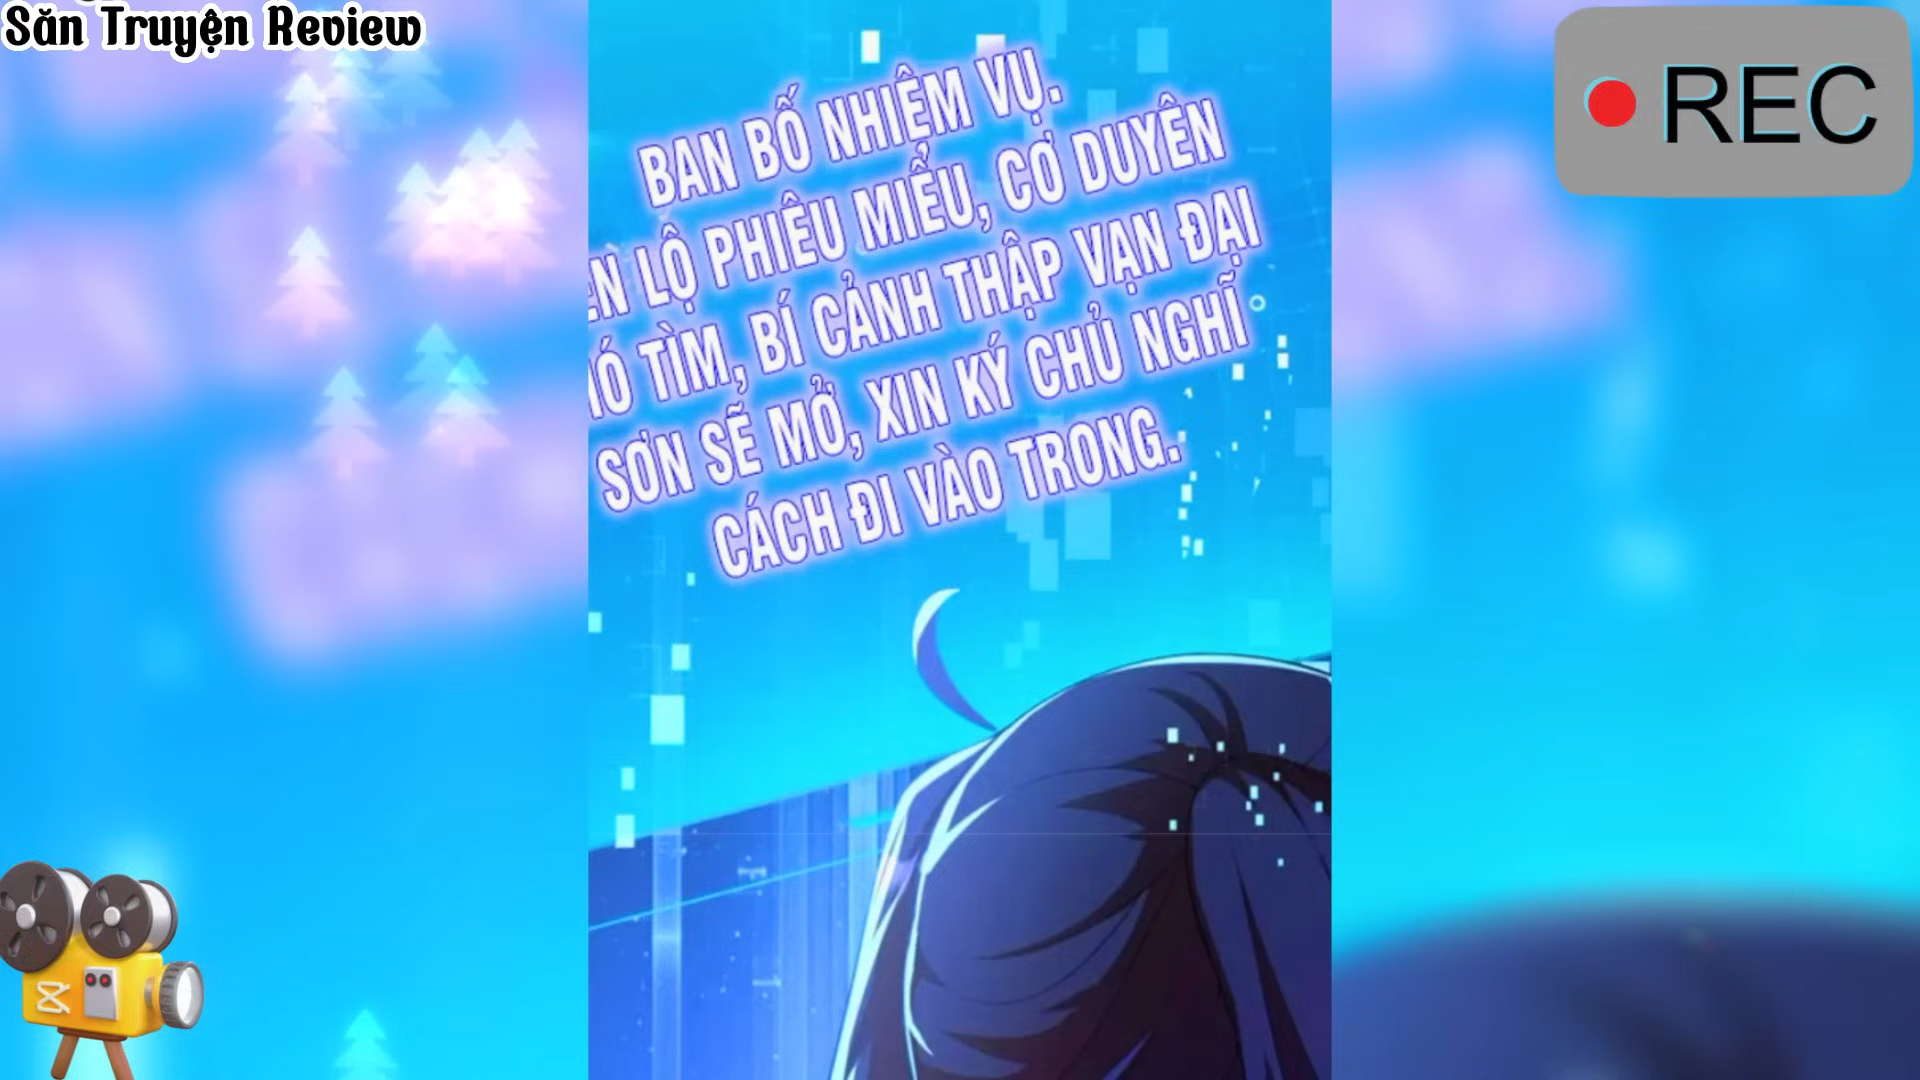 Săn Truyện Review
REC
BAN BỐ NHIỆM VỤ.
LỘ PHIÊU MIỂU, CƠ DUYÊN
TÌM, BÍ CẢNH THẬP VẠN ĐẠI
SƠN SẼ MỞ, XIN KÝ CHỦ NGHĨ
CÁCH ĐI VÀO TRONG.